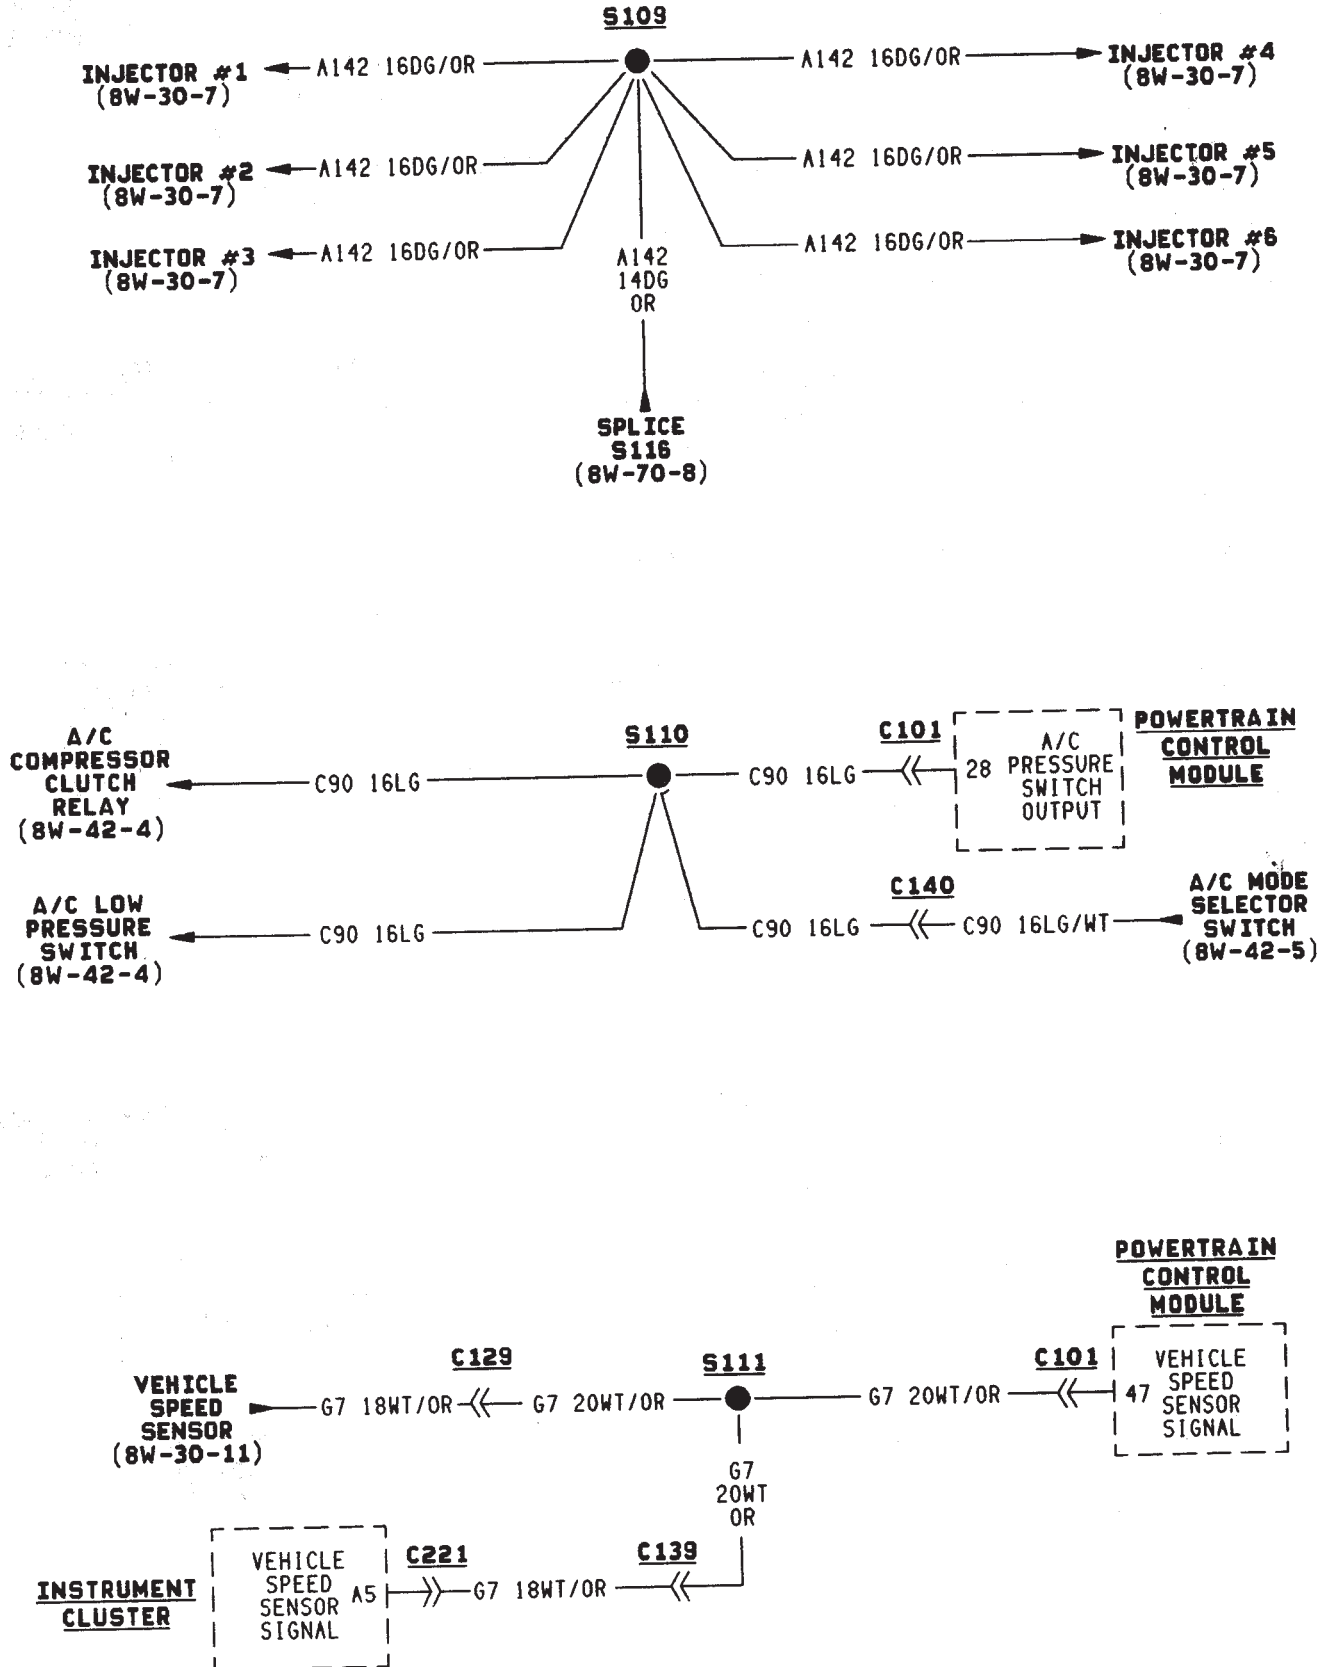 S109
INJECTOR #1
(8W-30-7)
A142 16DG/OR
A142 16DG/OR
INJECTOR #4
(8W-30-7)
INJECTOR #2
(8W-30-7)
A142 16DG/OR
A142 16DG/OR
INJECTOR #5
(8W-30-7)
INJECTOR #3
(8W-30-7)
A142 16DG/OR
A142
14DG
OR
A142 16DG/OR
INJECTOR #6
(8W-30-7)
SPLICE
S116
(8W-70-8)
A/C
COMPRESSOR
CLUTCH
RELAY
(8W-42-4)
C90 16LG
S110
C90 16LG
C101
28
A/C
PRESSURE
SWITCH
OUTPUT
POWERTRAIN
CONTROL
MODULE
A/C LOW
PRESSURE
SWITCH
(8W-42-4)
C90 16LG
C90 16LG
C140
C90 16LG/WT
A/C MODE
SELECTOR
SWITCH
(8W-42-5)
POWERTRAIN
CONTROL
MODULE
VEHICLE
SPEED
SENSOR
(8W-30-11)
G7 18WT/OR
C129
G7 20WT/OR
S111
G7 20WT/OR
C101
47
VEHICLE
SPEED
SENSOR
SIGNAL
G7
20WT
OR
INSTRUMENT
CLUSTER
VEHICLE
SPEED
SENSOR
SIGNAL
A5
C221
G7 18WT/OR
C139